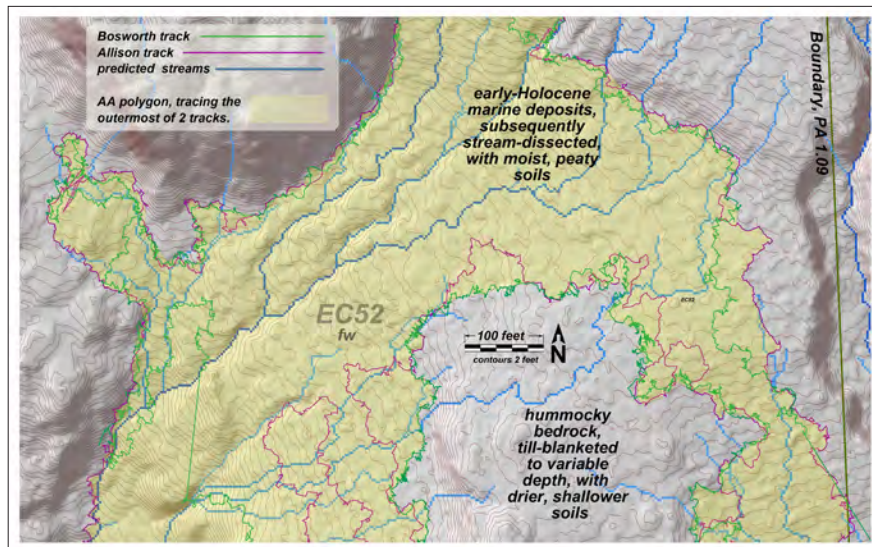 Bosworth track
Allison track
predicted streams
AA polygon, tracing the
outermost of 2 tracks.
early-Holocene
marine deposits,
subsequently
stream-dissected,
with moist, peaty
soils
Boundary, PA 1.09
EC52
fw
100 feet
contours 2 feet
N
hummocky
bedrock,
till-blanketed
to variable
depth, with
drier, shallower
soils